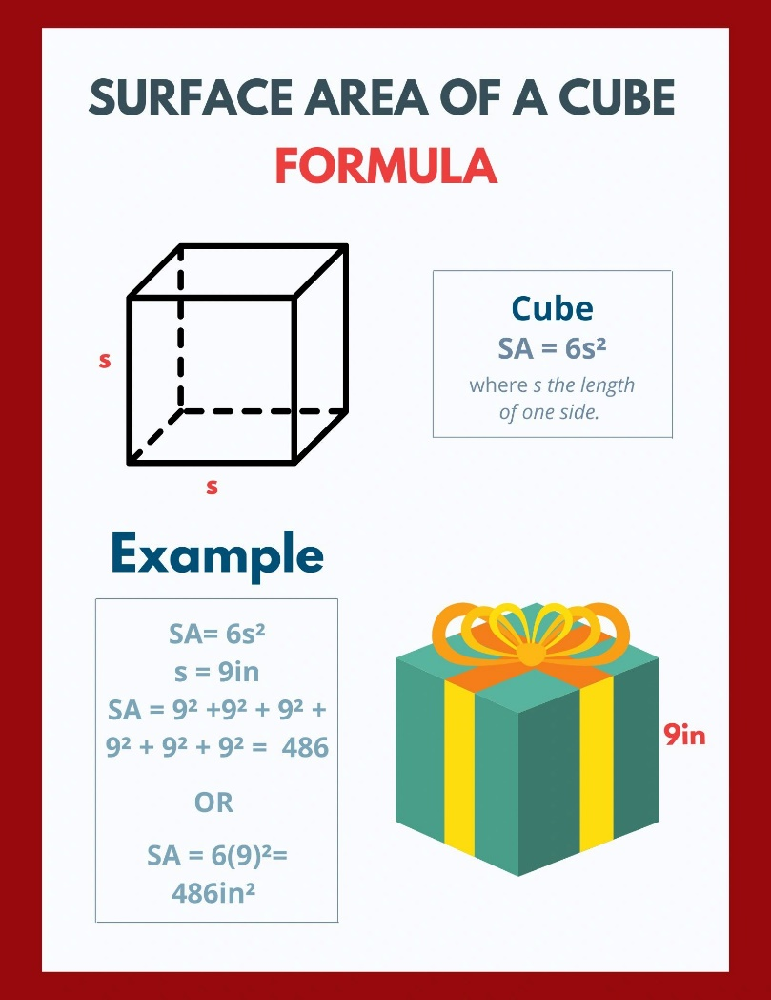 SURFACE AREA OF A CUBE
FORMULA
s
s
Cube
SA = 6s²
where s the length
of one side.
Example
SA= 6s²
s = 9in
SA = 9² +9² + 9² +
9² + 9² + 9² = 486
OR
SA = 6(9)²=
486in²
9in